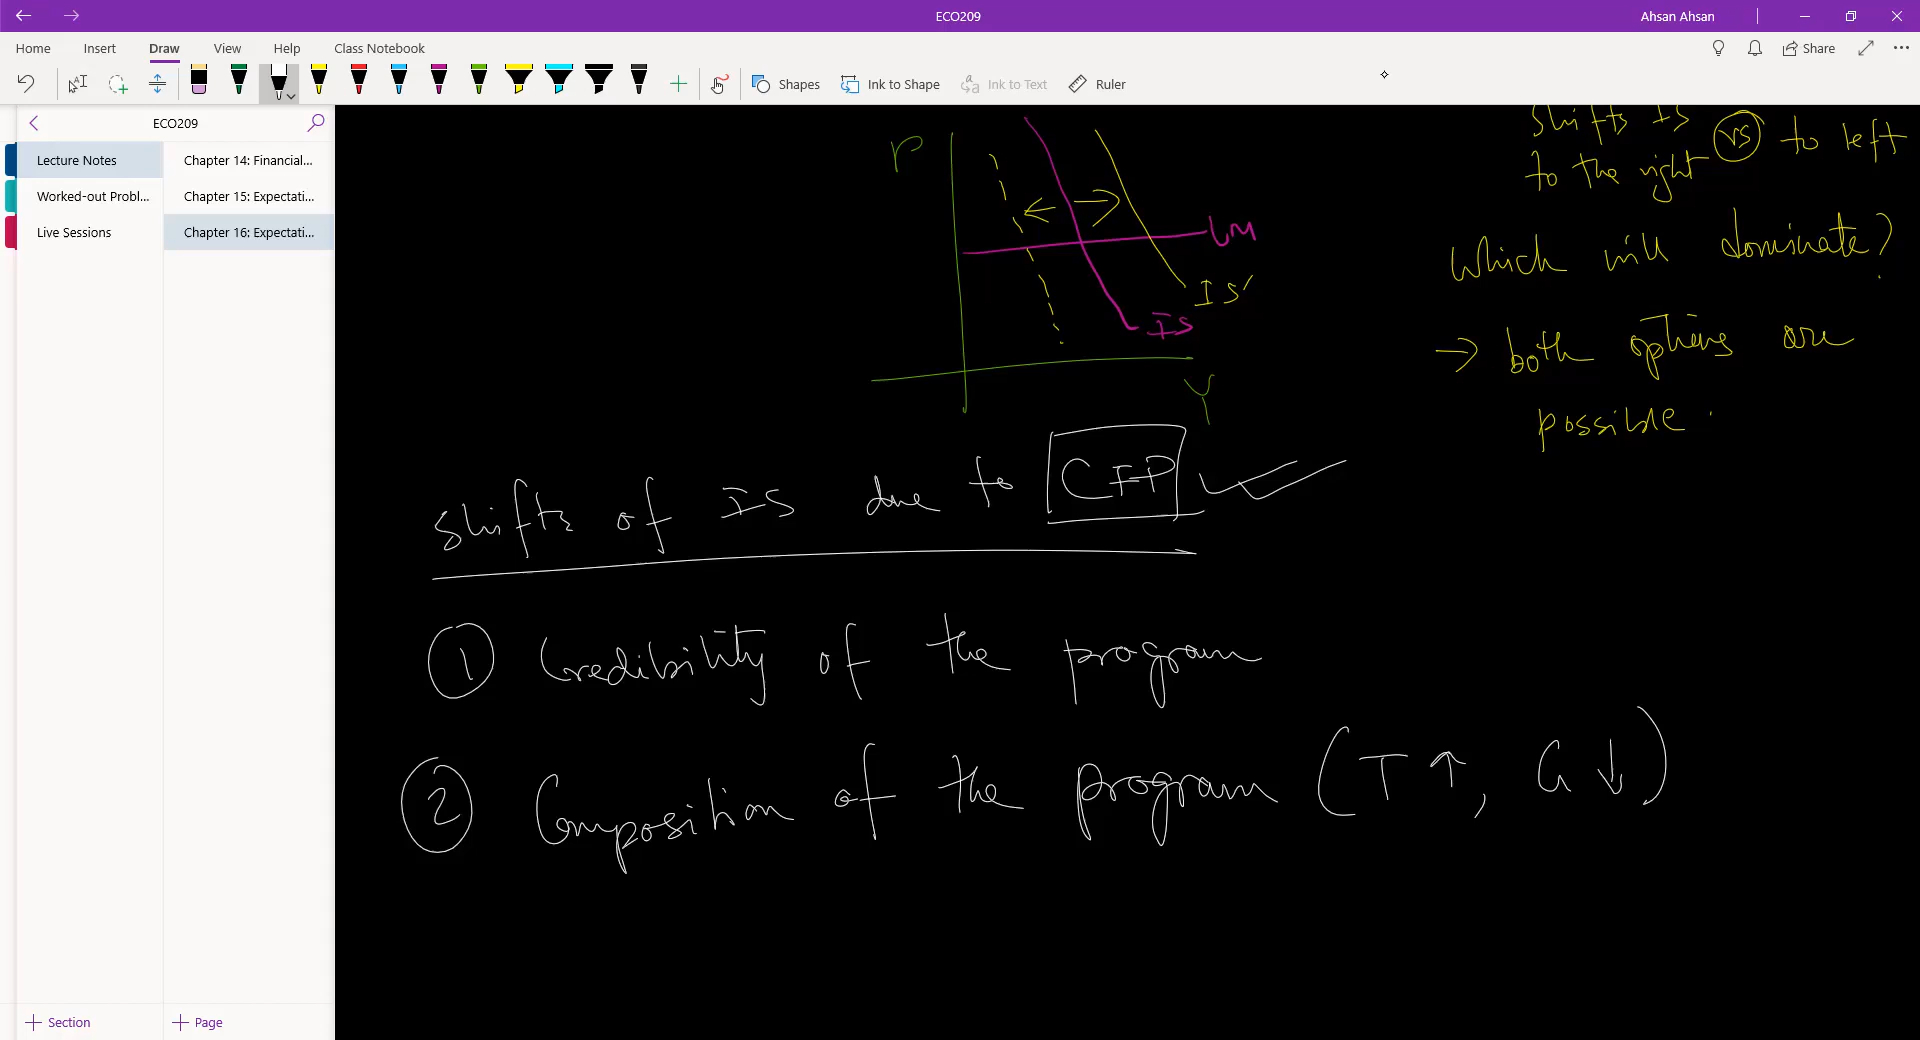 ECO209
Ahsan Ahsan
Home Insert Draw View Help Class Notebook
Share
Shapes Ink to Shape Ink to Text Ruler
ECO209
Lecture Notes
Worked-out Probl...
Live Sessions
Chapter 14: Financial...
Chapter 15: Expectati...
Chapter 16: Expectati...
r
LM
IS'
IS
Y
shifts IS
to the right vs to left
Which will dominate?
→ both options are
possible.
shifts of IS due to CFP
① Credibility of the program
② Composition of the program (T ↑, G ↓)
Section
Page